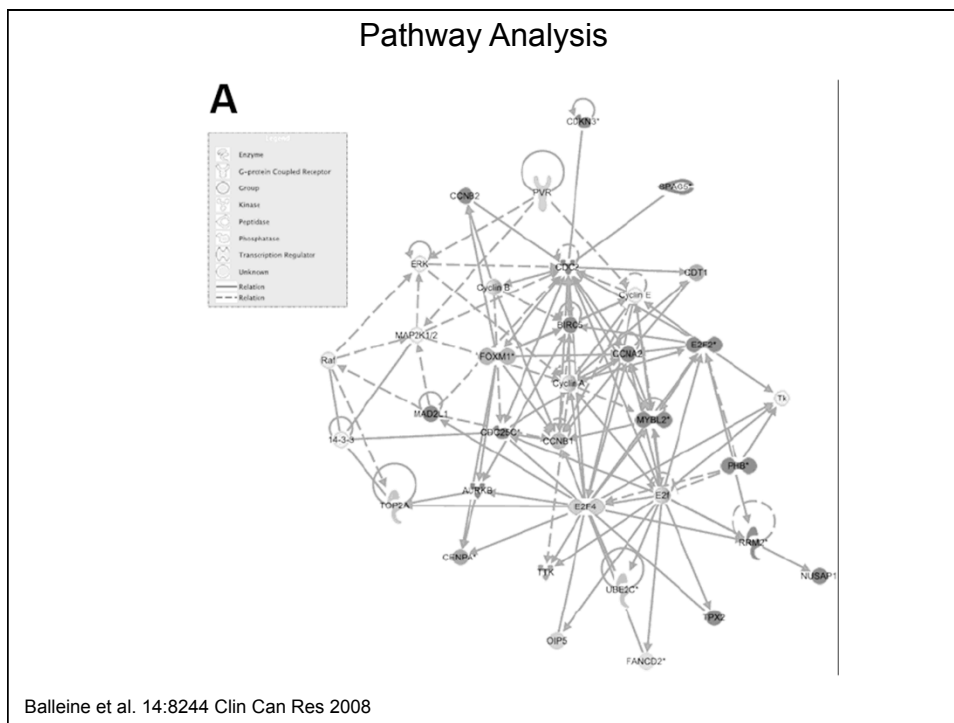 Pathway Analysis
A
Enzyme
G-protein Coupled Receptor
Group
Kinase
Peptidase
Phosphatase
Transcription Regulator
Unknown
Relation
Relation
CDKN3*
PVR
CCNB2
SPAG5*
ERK
CDC2
CDT1
Cyclin B
Cyclin E
BIRC5
MAP2K1/2
E2F2*
FOXM1*
CCNA2
Raf
Cyclin A
Tk
MAD2L1
MYBL2*
CDC25C*
14-3-3
CCNB1
PHB*
AURKB
E2f
TOP2A
E2F4
RRM2*
CENPA*
TTK
NUSAP1
UBE2C*
TPX2
OIP5
FANCD2*
Balleine et al. 14:8244 Clin Can Res 2008